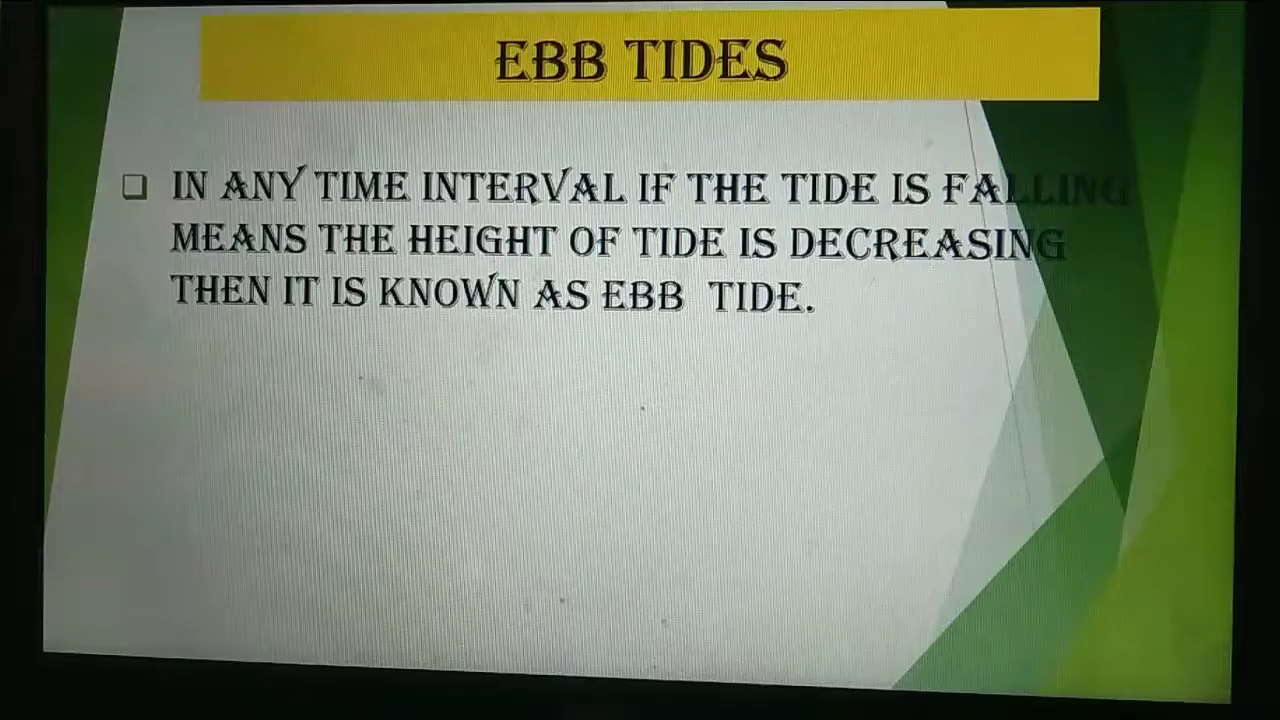 EBB TIDES
❑ IN ANY TIME INTERVAL IF THE TIDE IS FALLING
MEANS THE HEIGHT OF TIDE IS DECREASING
THEN IT IS KNOWN AS EBB TIDE.